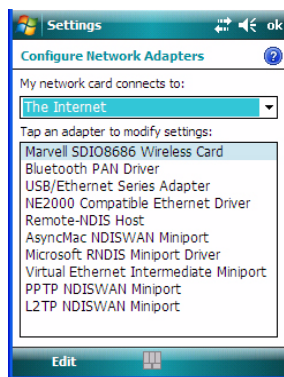 Settings
ok
Configure Network Adapters
?
My network card connects to:
The Internet
Tap an adapter to modify settings:
Marvell SDIO8686 Wireless Card
Bluetooth PAN Driver
USB/Ethernet Series Adapter
NE2000 Compatible Ethernet Driver
Remote-NDIS Host
AsyncMac NDISWAN Miniport
Microsoft RNDIS Miniport Driver
Virtual Ethernet Intermediate Miniport
PPTP NDISWAN Miniport
L2TP NDISWAN Miniport
Edit